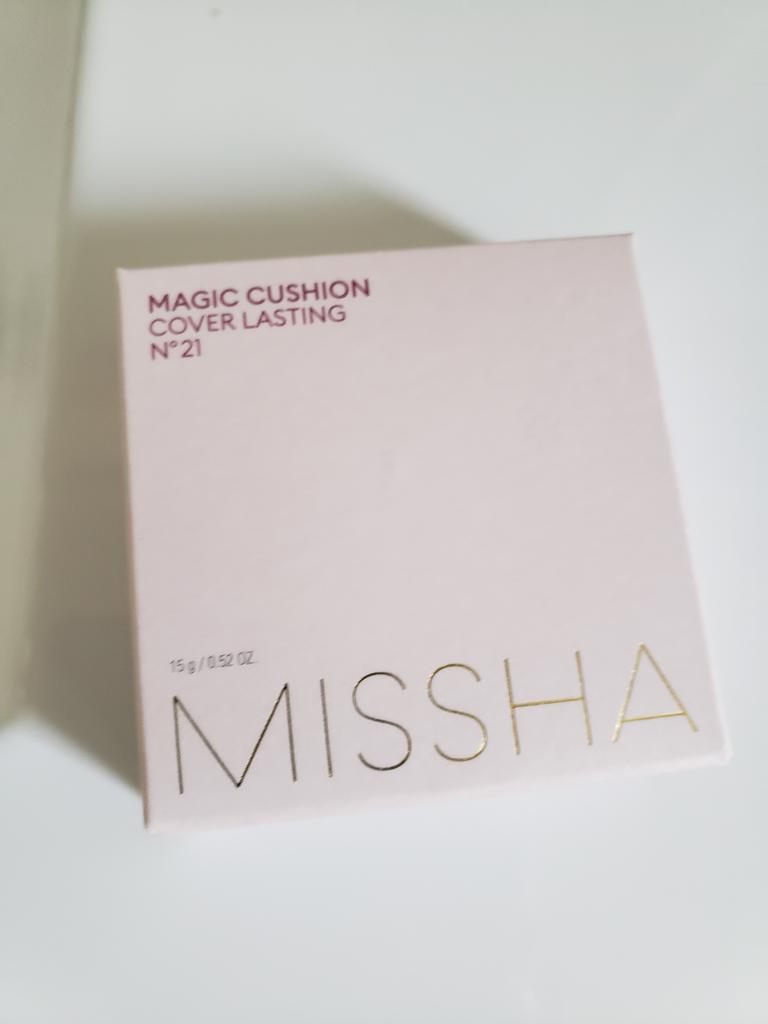 MAGIC CUSHION
COVER LASTING
N°21
15 g / 0.52 OZ.
MISSHA